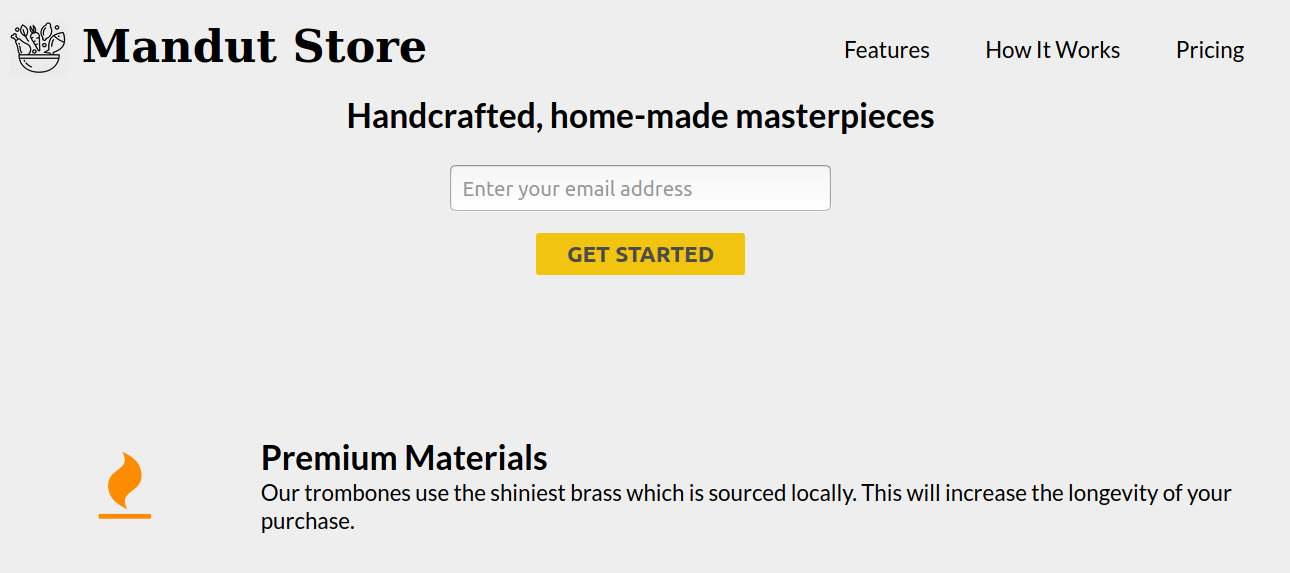 Mandut Store
Features
How It Works
Pricing
Handcrafted, home-made masterpieces
Enter your email address
GET STARTED
Premium Materials
Our trombones use the shiniest brass which is sourced locally. This will increase the longevity of your
purchase.